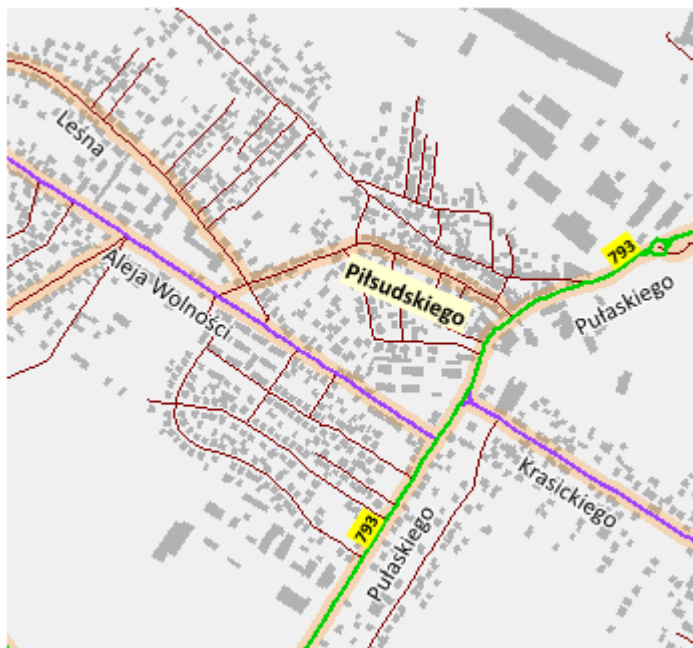 Leśna
Aleja Wolności
Piłsudskiego
793
Pułaskiego
Krasickiego
793
Pułaskiego